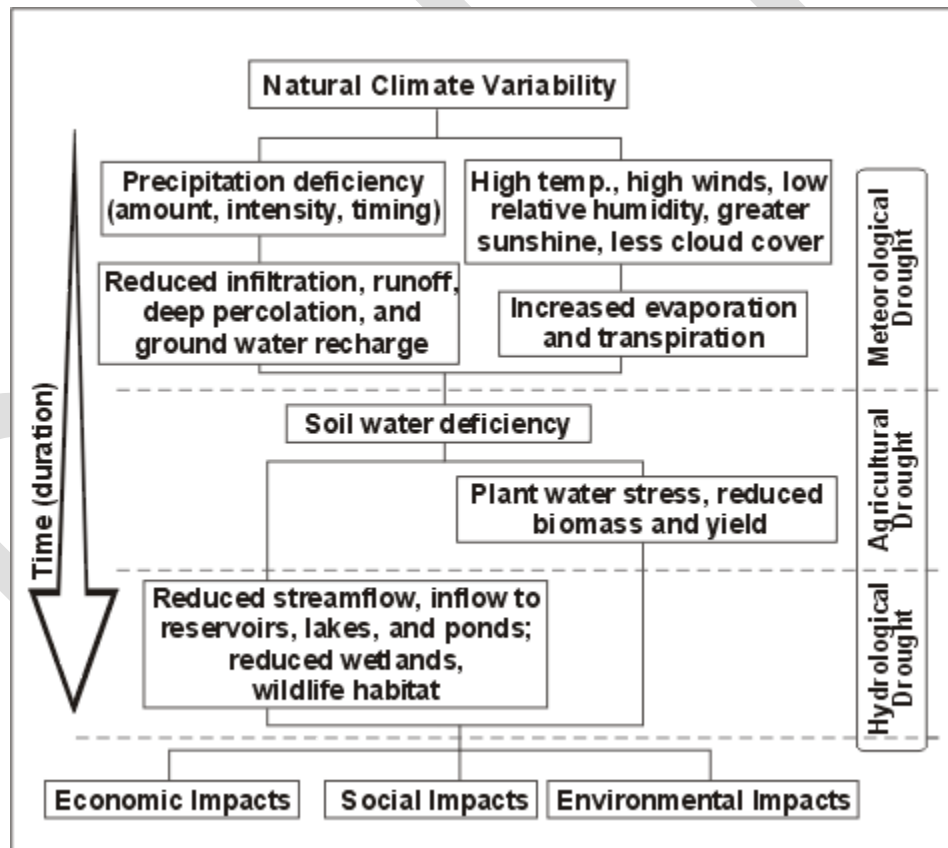 Natural Climate Variability
Precipitation deficiency
(amount, intensity, timing)
High temp., high winds, low
relative humidity, greater
sunshine, less cloud cover
Reduced infiltration, runoff,
deep percolation, and
ground water recharge
Increased evaporation
and transpiration
Meteorological
Drought
Time (duration)
Soil water deficiency
Plant water stress, reduced
biomass and yield
Agricultural
Drought
Reduced streamflow, inflow to
reservoirs, lakes, and ponds;
reduced wetlands,
wildlife habitat
Hydrological
Drought
Economic Impacts
Social Impacts
Environmental Impacts